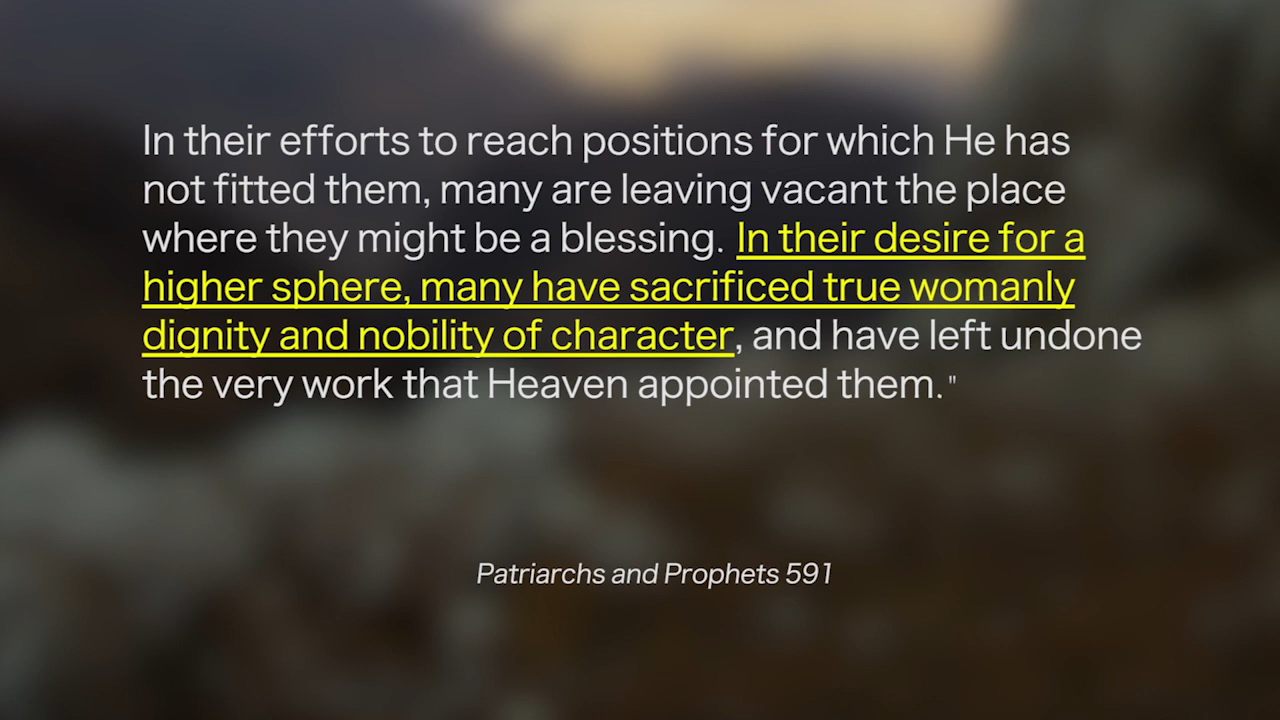 In their efforts to reach positions for which He has
not fitted them, many are leaving vacant the place
where they might be a blessing. In their desire for a
higher sphere, many have sacrificed true womanly
dignity and nobility of character, and have left undone
the very work that Heaven appointed them."
Patriarchs and Prophets 591